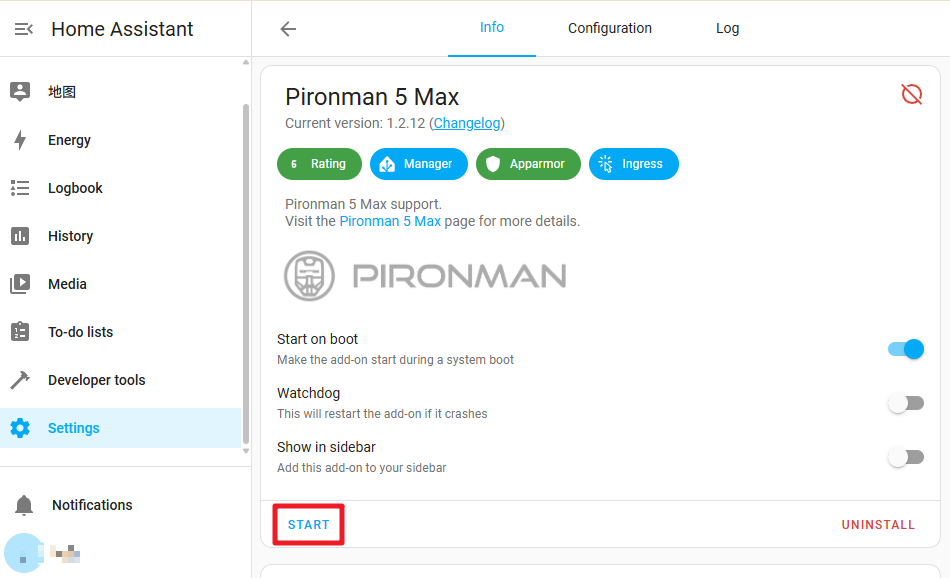 Home Assistant
地图
Energy
Logbook
History
Media
To-do lists
Developer tools
Settings
Notifications
Info
Configuration
Log
Pironman 5 Max
Current version: 1.2.12 (Changelog)
6 Rating
Manager
Apparmor
Ingress
Pironman 5 Max support.
Visit the Pironman 5 Max page for more details.
PIRONMAN
Start on boot
Make the add-on start during a system boot
Watchdog
This will restart the add-on if it crashes
Show in sidebar
Add this add-on to your sidebar
START
UNINSTALL